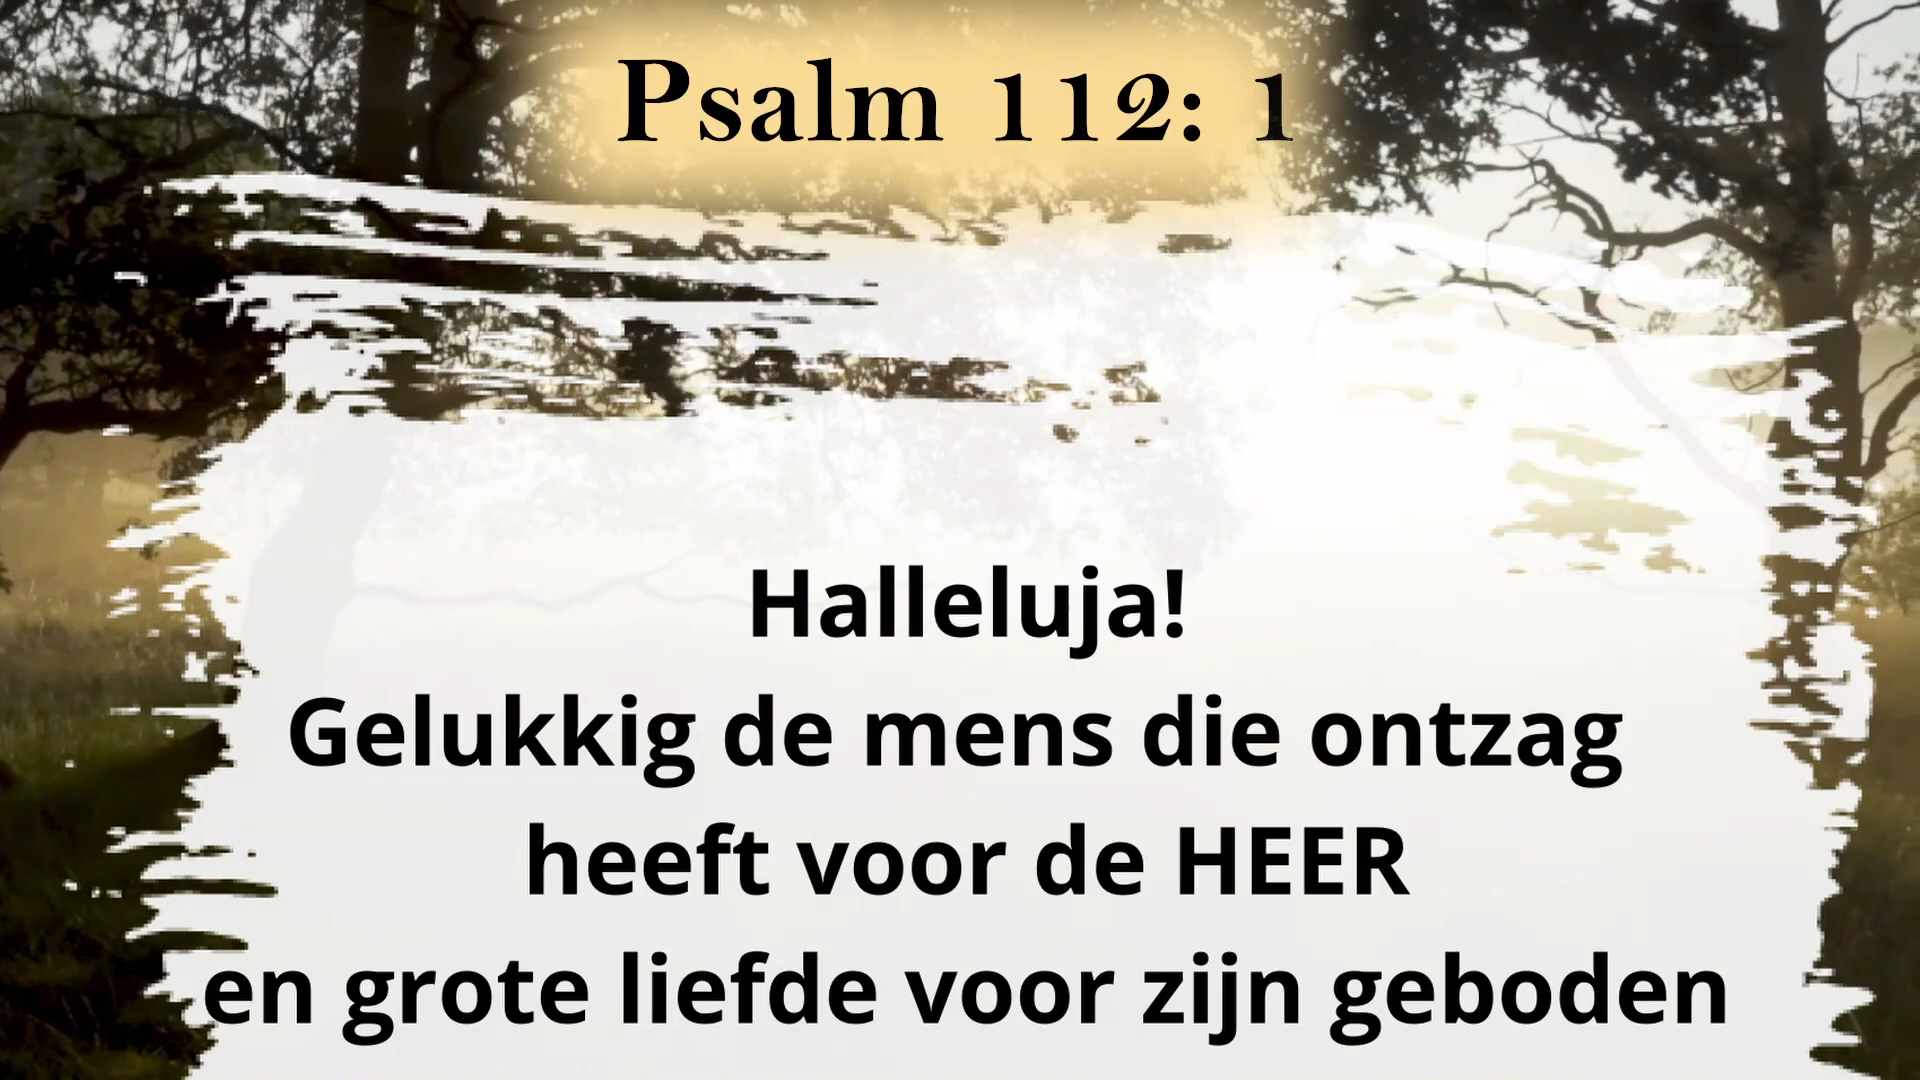 Psalm 112: 1
Halleluja!
Gelukkig de mens die ontzag
heeft voor de HEER
en grote liefde voor zijn geboden